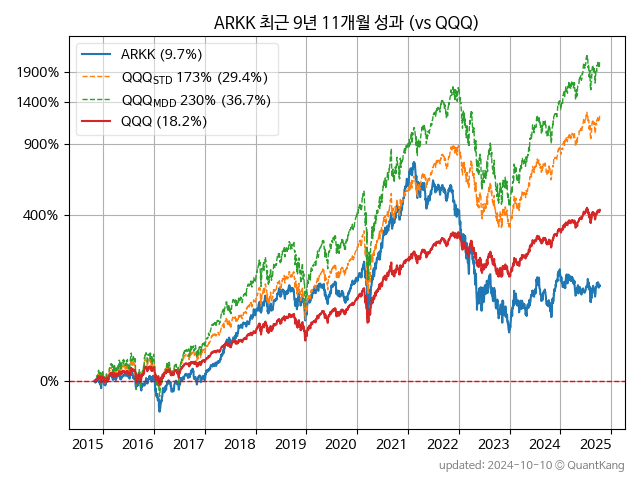 ARKK 최근 9년 11개월 성과 (vs QQQ)
ARKK (9.7%)
QQQSTD 173% (29.4%)
QQQMDD 230% (36.7%)
QQQ (18.2%)
1900%
1400%
900%
400%
0%
2015 2016 2017 2018 2019 2020 2021 2022 2023 2024 2025
updated: 2024-10-10 © QuantKang